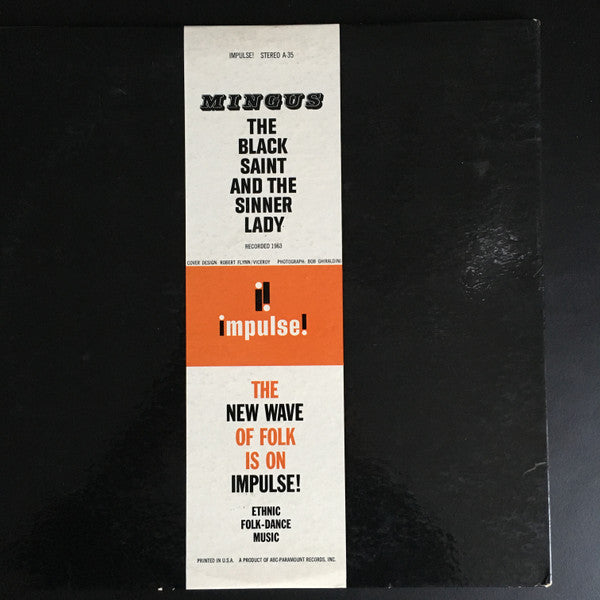 IMPULSE! STEREO A-35
MINGUS
THE
BLACK
SAINT
AND THE
SINNER
LADY
RECORDED 1963
COVER DESIGN: ROBERT FLYNN/VICEROY PHOTOGRAPH: BOB GHIRALDINI
i!
impulse!
THE
NEW WAVE
OF FOLK
IS ON
IMPULSE!
ETHNIC
FOLK-DANCE
MUSIC
PRINTED IN U.S.A. A PRODUCT OF ABC-PARAMOUNT RECORDS, INC.